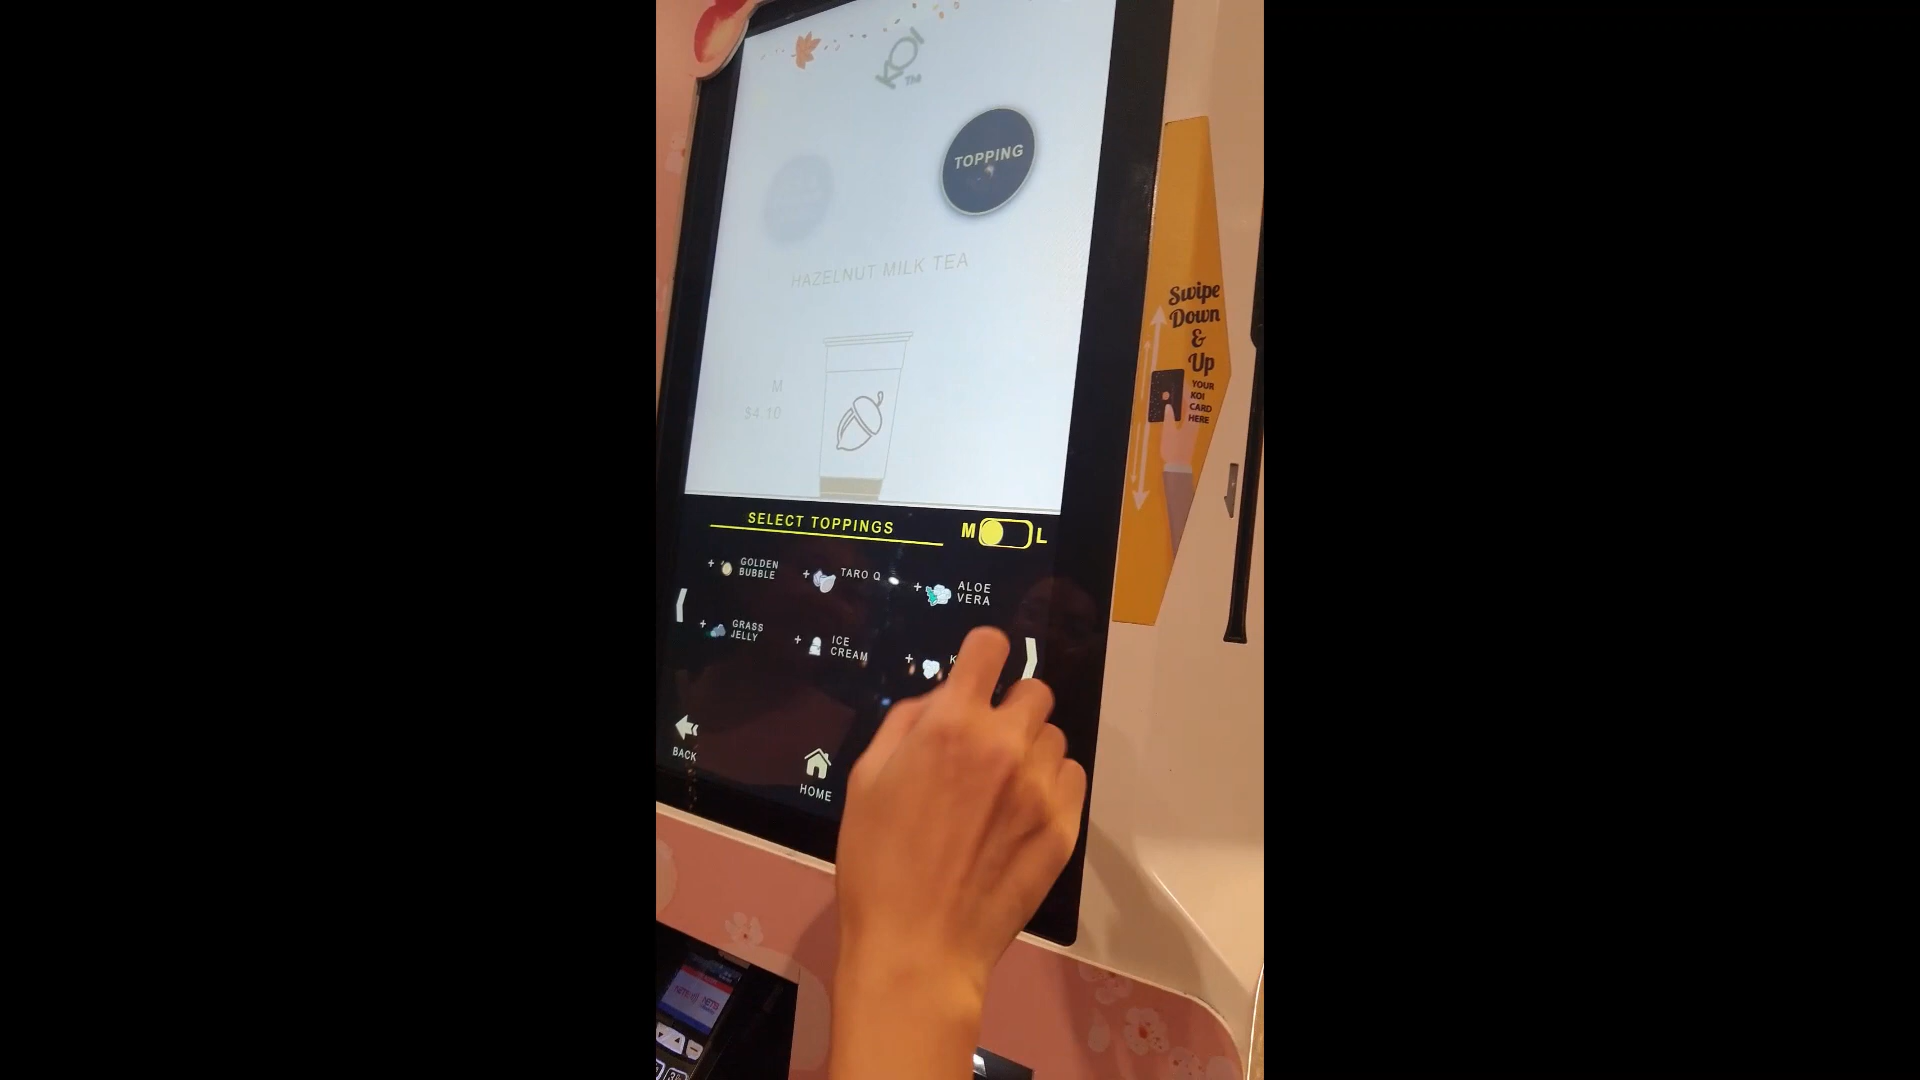 KOI
TM
TOPPING
HAZELNUT MILK TEA
M
$4.10
SELECT TOPPINGS
M
L
+ GOLDEN
BUBBLE
+ TARO Q
+ ALOE
VERA
+ GRASS
JELLY
+ ICE
CREAM
+ K
BACK
HOME
Swipe
Down
&
Up
YOUR
KOI
CARD
HERE